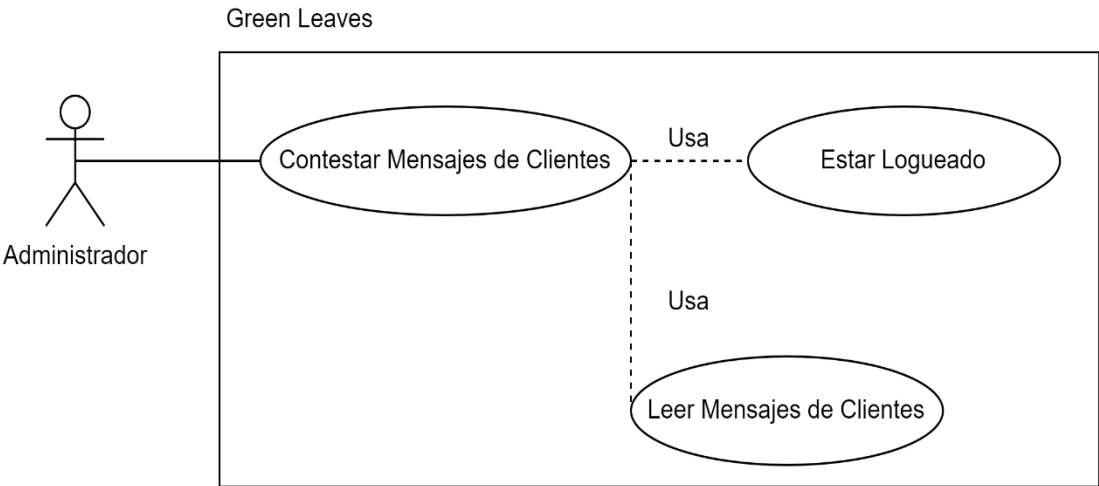 Green Leaves
Contestar Mensajes de Clientes
Usa
Estar Logueado
Administrador
Usa
Leer Mensajes de Clientes